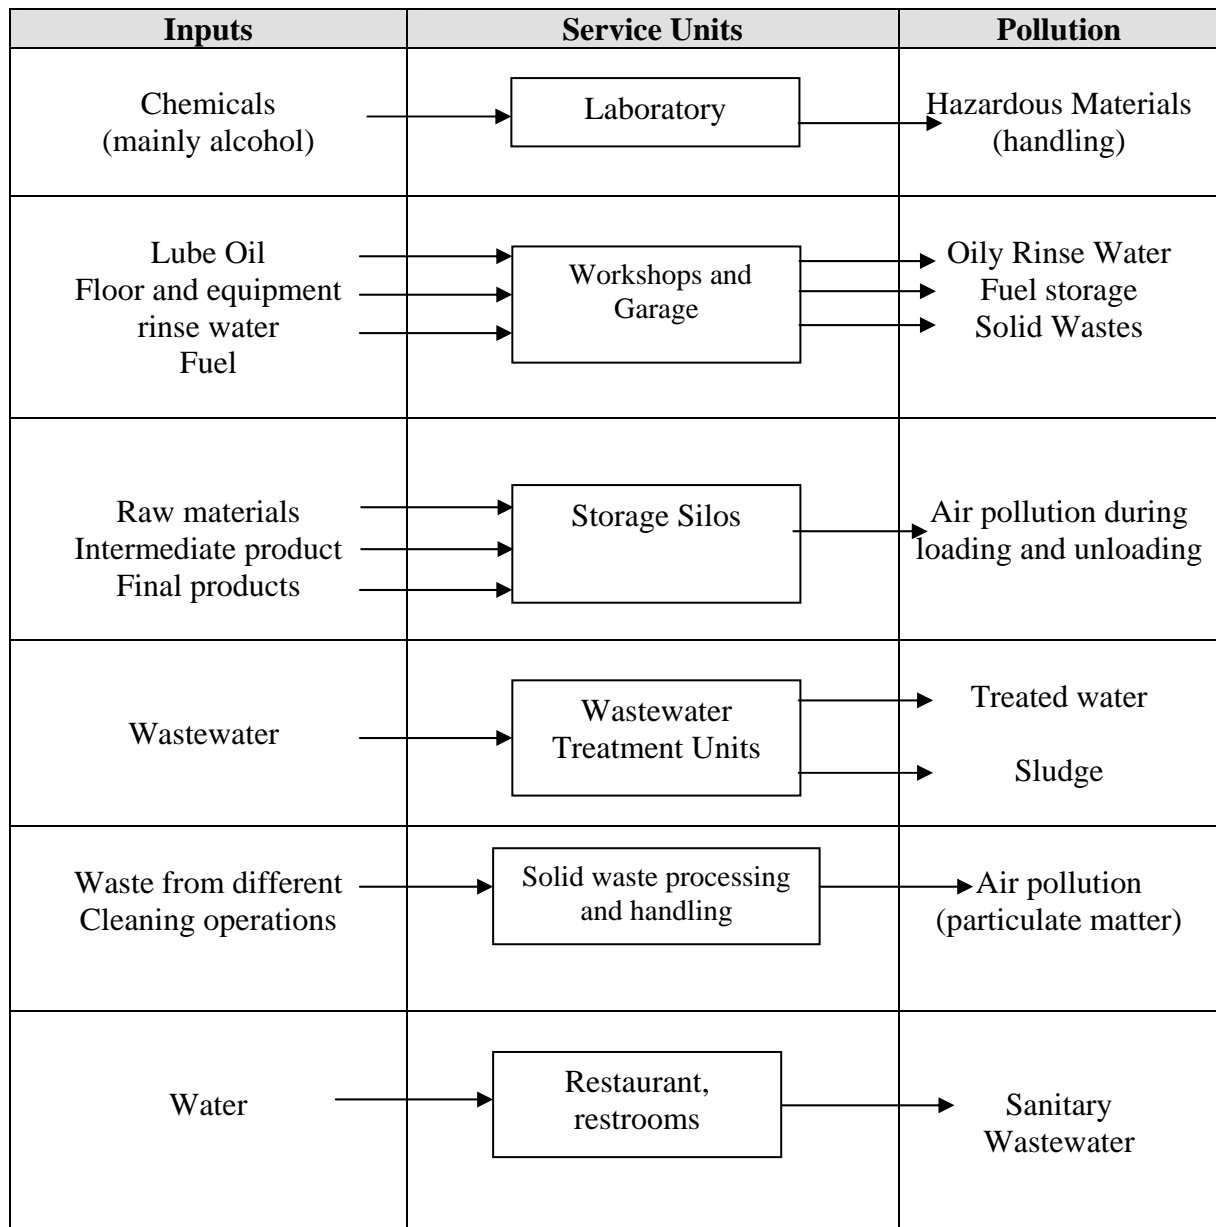 Inputs
Service Units
Pollution
Chemicals
(mainly alcohol)
Laboratory
Hazardous Materials
(handling)
Lube Oil
Floor and equipment
rinse water
Fuel
Workshops and
Garage
Oily Rinse Water
Fuel storage
Solid Wastes
Raw materials
Intermediate product
Final products
Storage Silos
Air pollution during
loading and unloading
Wastewater
Wastewater
Treatment Units
Treated water
Sludge
Waste from different
Cleaning operations
Solid waste processing
and handling
Air pollution
(particulate matter)
Water
Restaurant,
restrooms
Sanitary
Wastewater